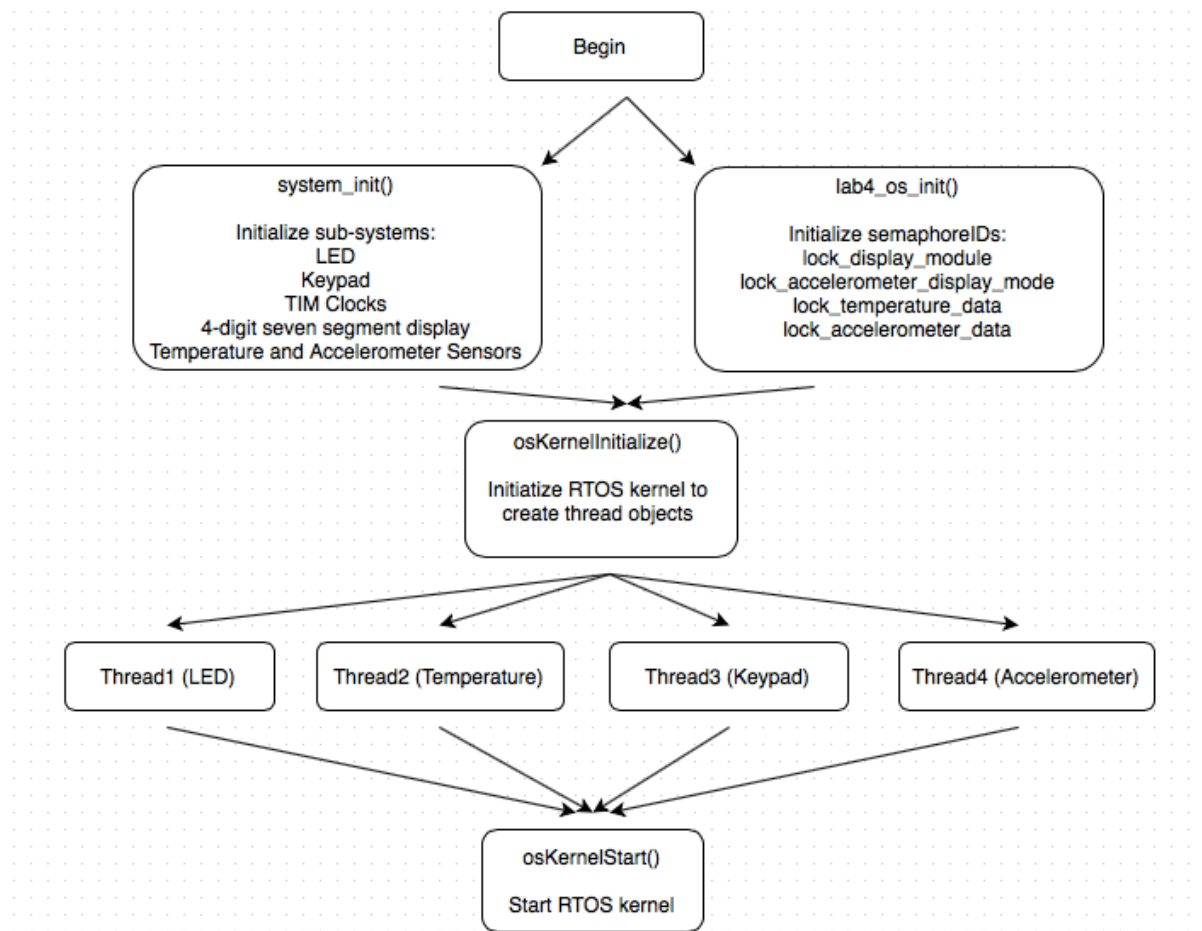 Begin
system_init()
Initialize sub-systems:
LED
Keypad
TIM Clocks
4-digit seven segment display
Temperature and Accelerometer Sensors
lab4_os_init()
Initialize semaphoreIDs:
lock_display_module
lock_accelerometer_display_mode
lock_temperature_data
lock_accelerometer_data
osKernelInitialize()
Initiatize RTOS kernel to
create thread objects
Thread1 (LED)
Thread2 (Temperature)
Thread3 (Keypad)
Thread4 (Accelerometer)
osKernelStart()
Start RTOS kernel